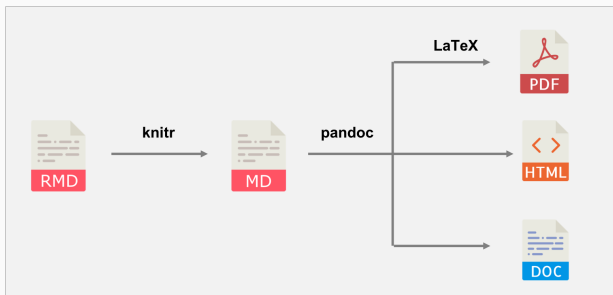 LaTeX
PDF
knitr
pandoc
RMD
MD
< >
HTML
DOC